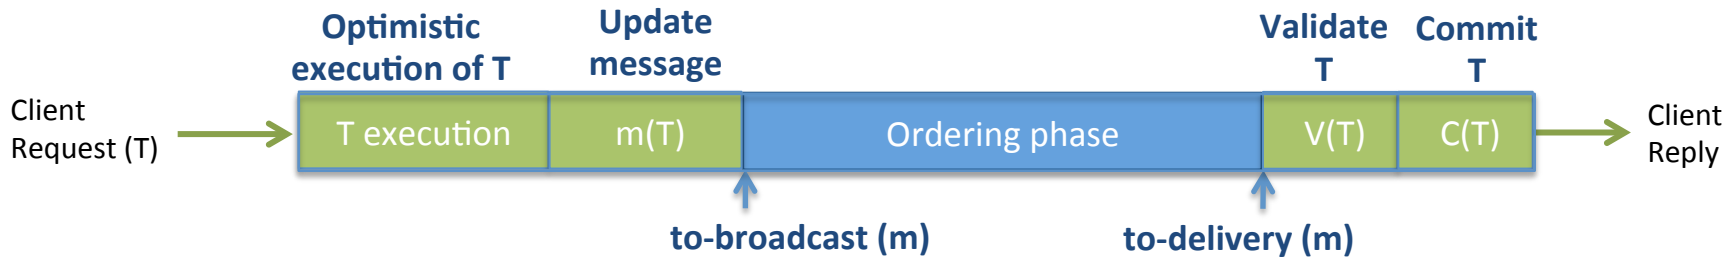 Client
Request (T)
Optimistic
execution of T
Update
message
Validate
T
Commit
T
T execution
m(T)
Ordering phase
V(T)
C(T)
Client
Reply
to-broadcast (m)
to-delivery (m)